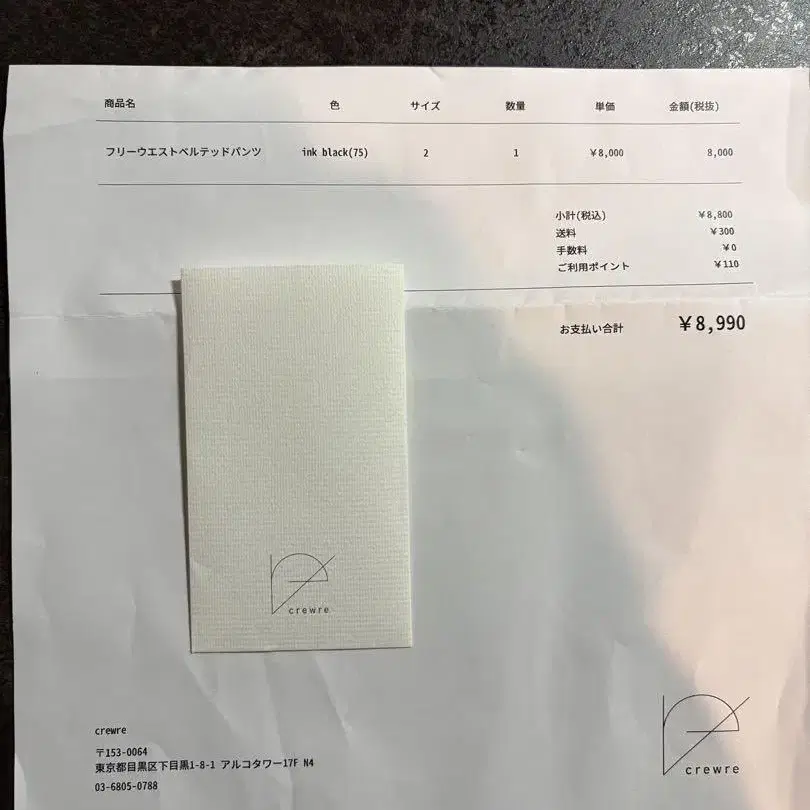 商品名 色 サイズ 数量 単価 金額(税抜)
フリーウエストベルテッドパンツ ink black(75) 2 1 ¥8,000 8,000
小計(税込) ¥8,800
送料 ¥300
手数料 ¥0
ご利用ポイント ¥110
お支払い合計 ¥8,990
crewre
crewre
〒153-0064
東京都目黒区下目黒1-8-1 アルコタワー17F N4
03-6805-0788
crewre